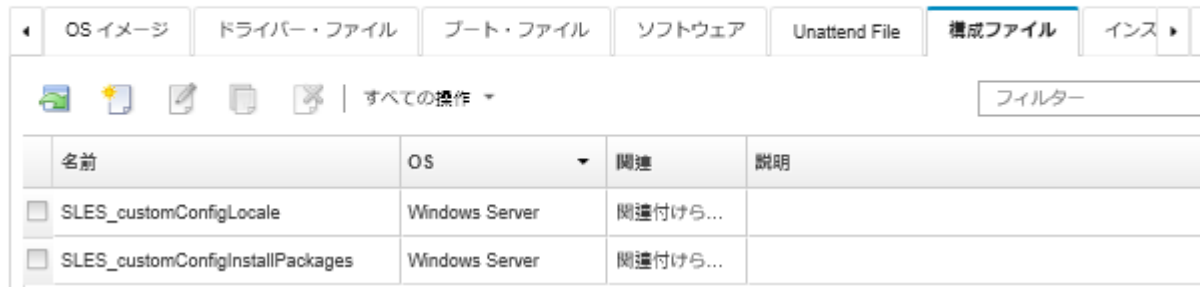 OS イメージ ドライバー・ファイル ブート・ファイル ソフトウェア Unattend File 構成ファイル インス
すべての操作 フィルター
名前 OS 関連 説明
SLES_customConfigLocale Windows Server 関連付けら...
SLES_customConfigInstallPackages Windows Server 関連付けら...